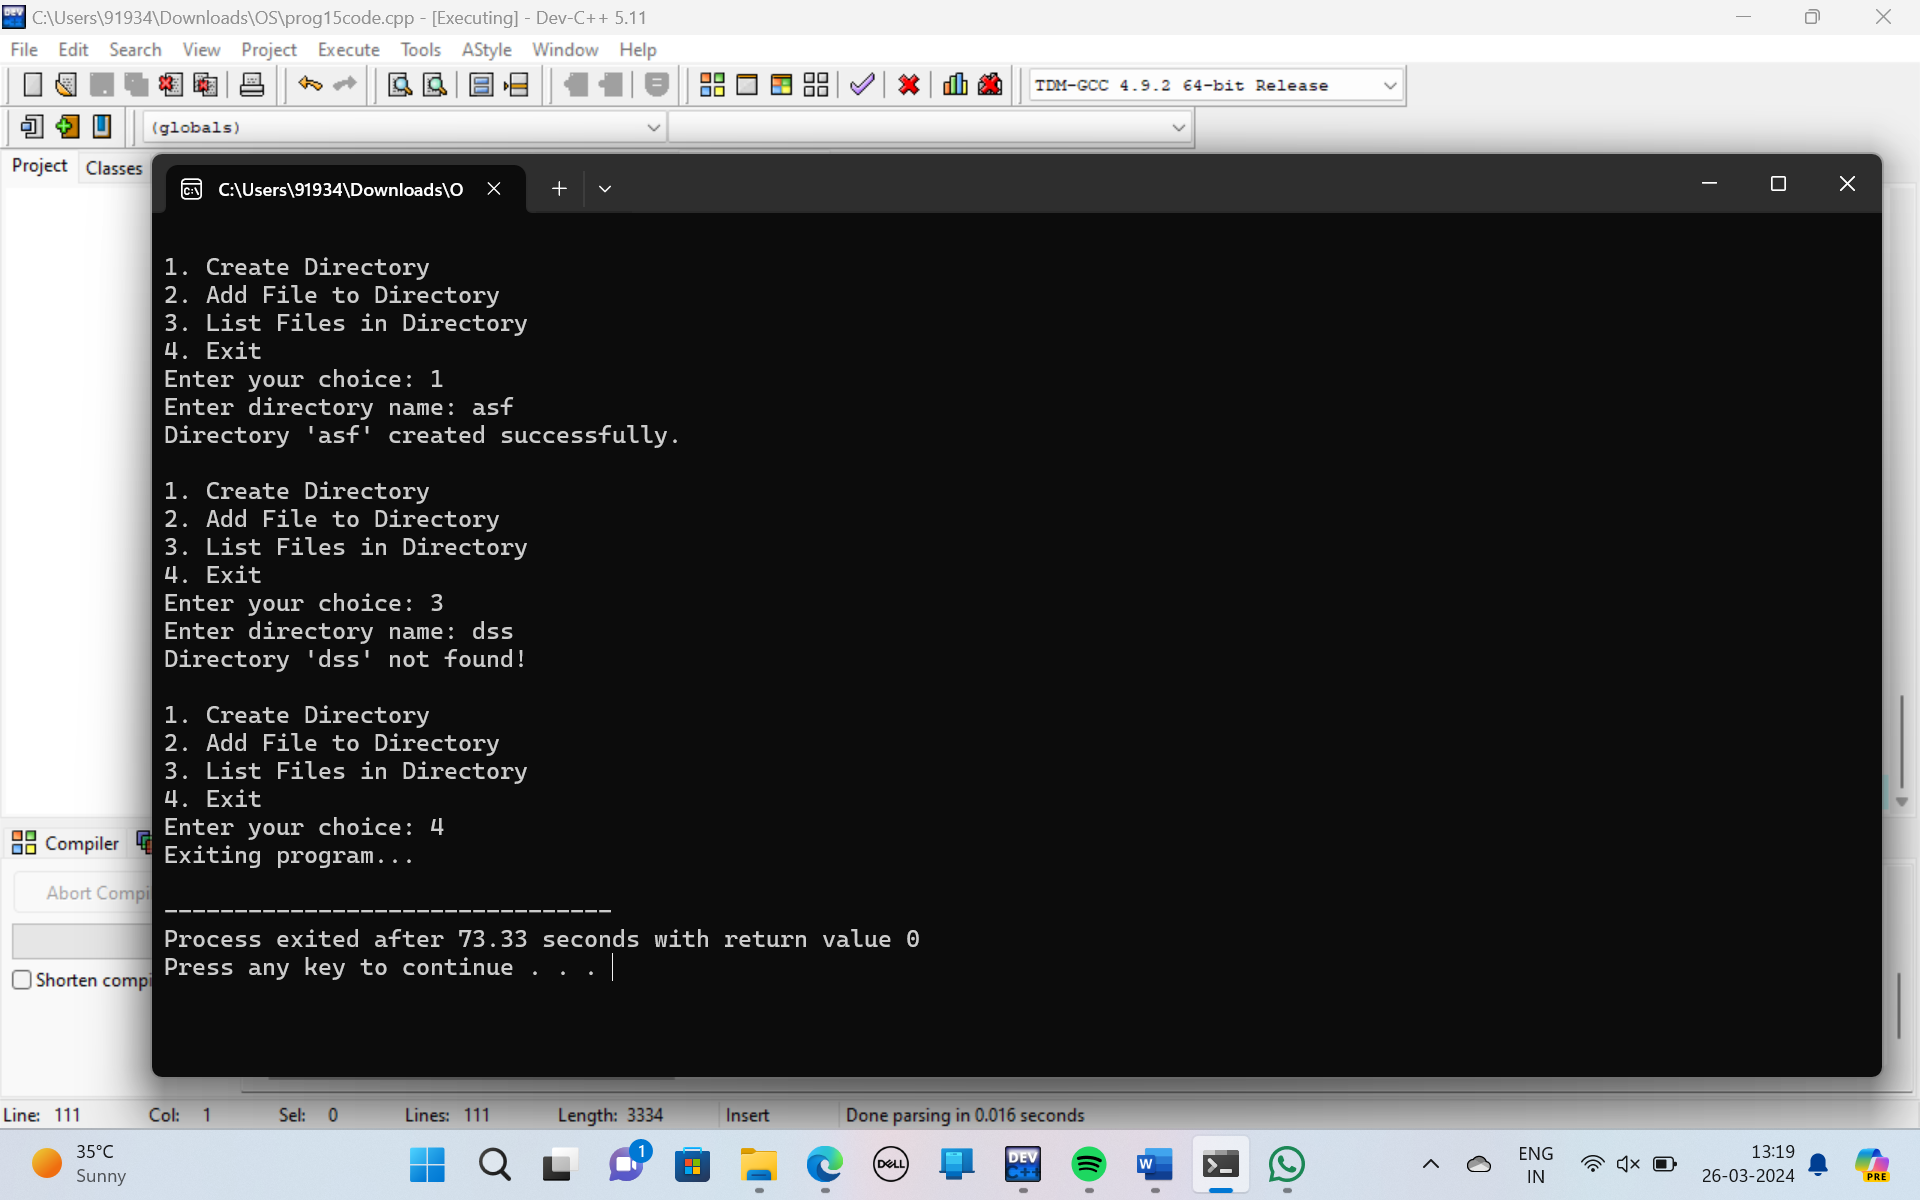 C:\Users\91934\Downloads\OS\prog15code.cpp - [Executing] - Dev-C++ 5.11
File Edit Search View Project Execute Tools AStyle Window Help
TDM-GCC 4.9.2 64-bit Release
(globals)
Project Classes
C:\Users\91934\Downloads\O
1. Create Directory
2. Add File to Directory
3. List Files in Directory
4. Exit
Enter your choice: 1
Enter directory name: asf
Directory 'asf' created successfully.
1. Create Directory
2. Add File to Directory
3. List Files in Directory
4. Exit
Enter your choice: 3
Enter directory name: dss
Directory 'dss' not found!
1. Create Directory
2. Add File to Directory
3. List Files in Directory
4. Exit
Enter your choice: 4
Exiting program...
--------------------------------
Process exited after 73.33 seconds with return value 0
Press any key to continue . . .
Compiler
Abort Compi
Shorten compi
Line: 111 Col: 1 Sel: 0 Lines: 111 Length: 3334 Insert Done parsing in 0.016 seconds
35°C
Sunny
1
DELL
DEV
C++
W
ENG
IN
13:19
26-03-2024
PRE